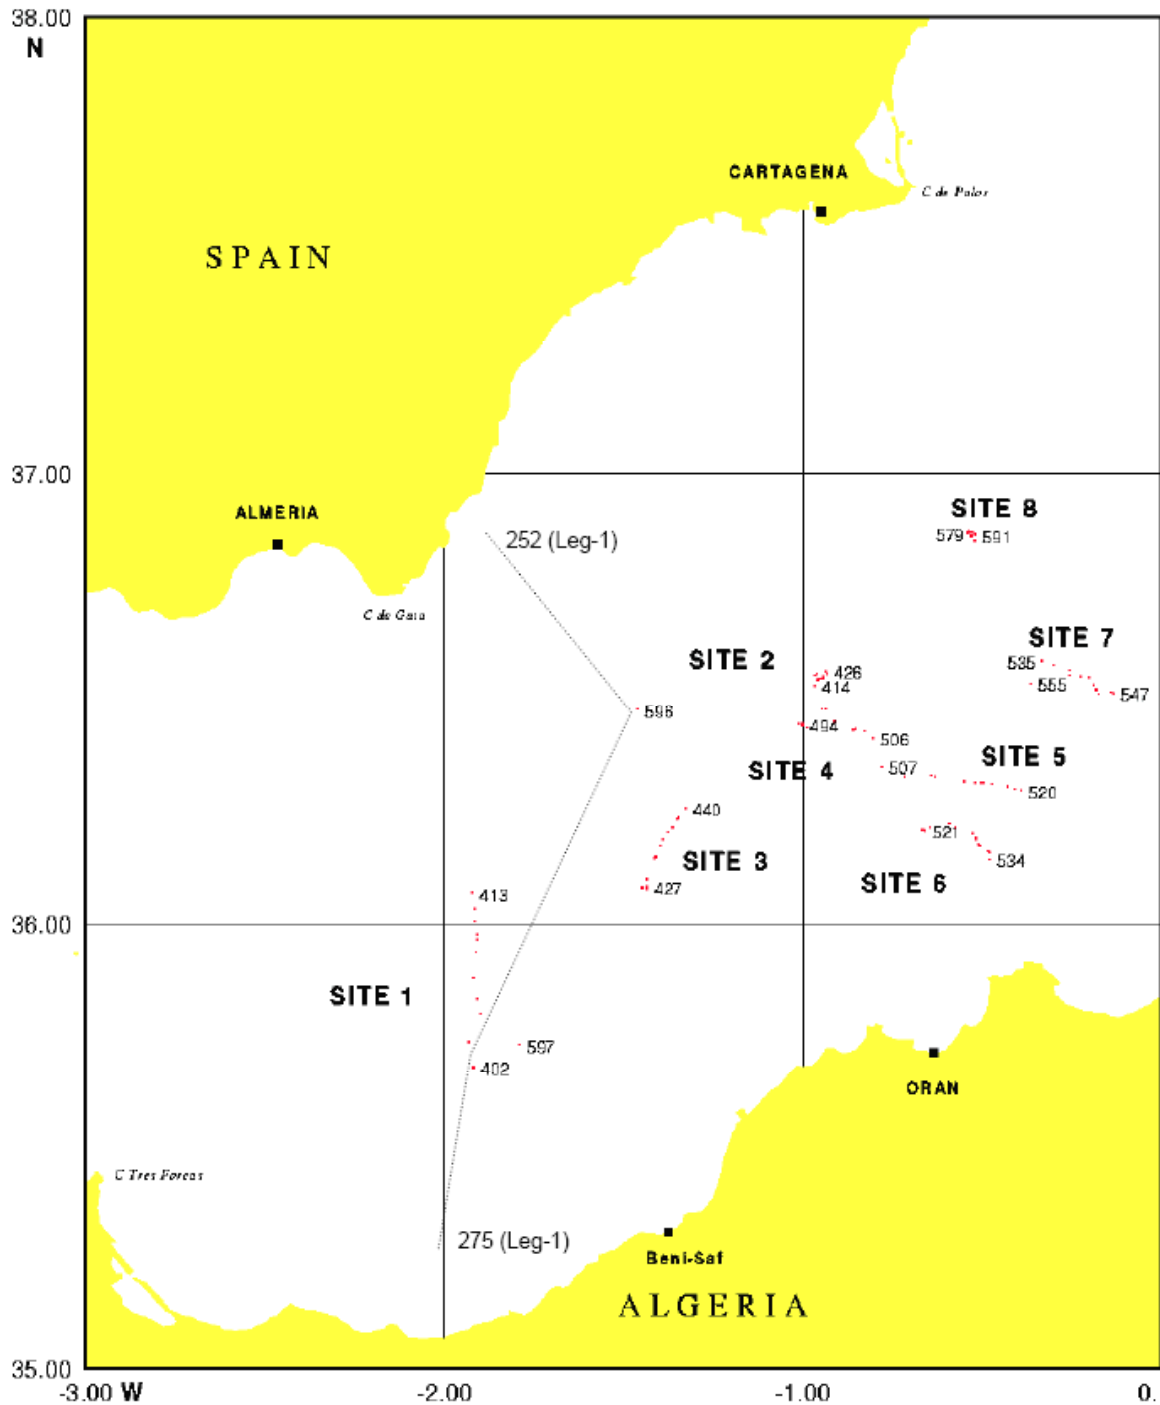 38.00
N
CARTAGENA
C de Palos
SPAIN
37.00
ALMERIA
SITE 8
252 (Leg-1)
579
591
C de Gata
SITE 7
SITE 2
535
426
555
414
547
596
494
506
SITE 5
507
SITE 4
520
440
521
SITE 3
534
SITE 6
427
413
36.00
SITE 1
597
402
ORAN
C Tres Forcas
275 (Leg-1)
Beni-Saf
ALGERIA
35.00
-3.00 W
-2.00
-1.00
0.